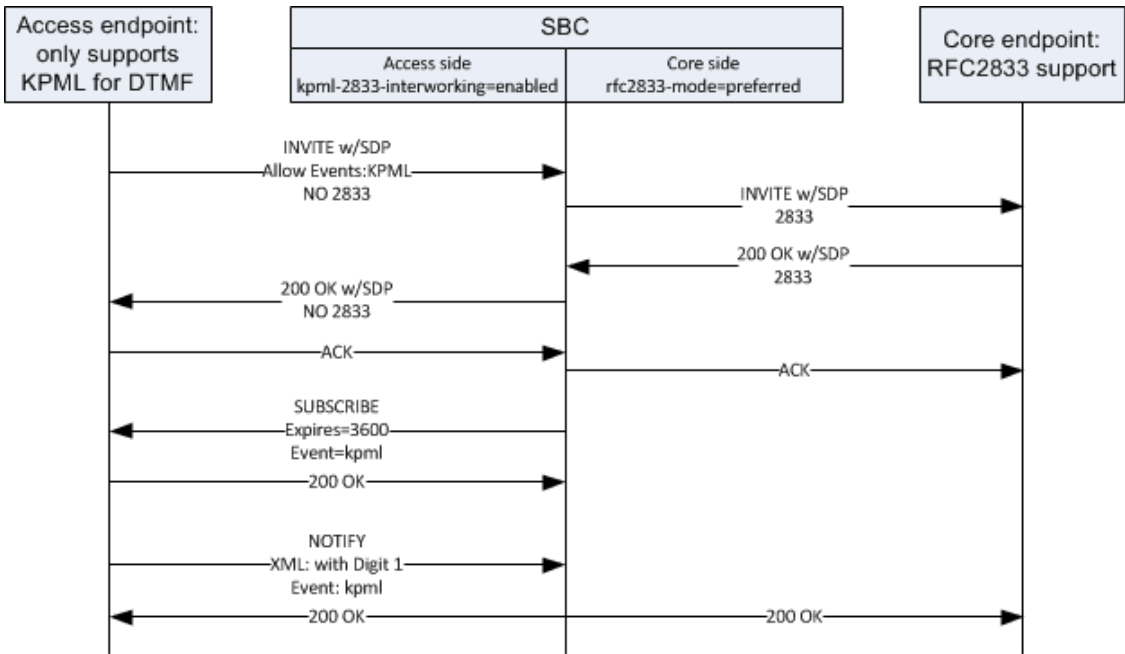 Access endpoint:
only supports
KPML for DTMF
SBC
Access side
kpml-2833-interworking=enabled
Core side
rfc2833-mode=preferred
Core endpoint:
RFC2833 support
INVITE w/SDP
Allow Events:KPML
NO 2833
INVITE w/SDP
2833
200 OK w/SDP
2833
200 OK w/SDP
NO 2833
ACK
ACK
SUBSCRIBE
Expires=3600
Event=kpml
200 OK
NOTIFY
XML: with Digit 1
Event: kpml
200 OK
200 OK